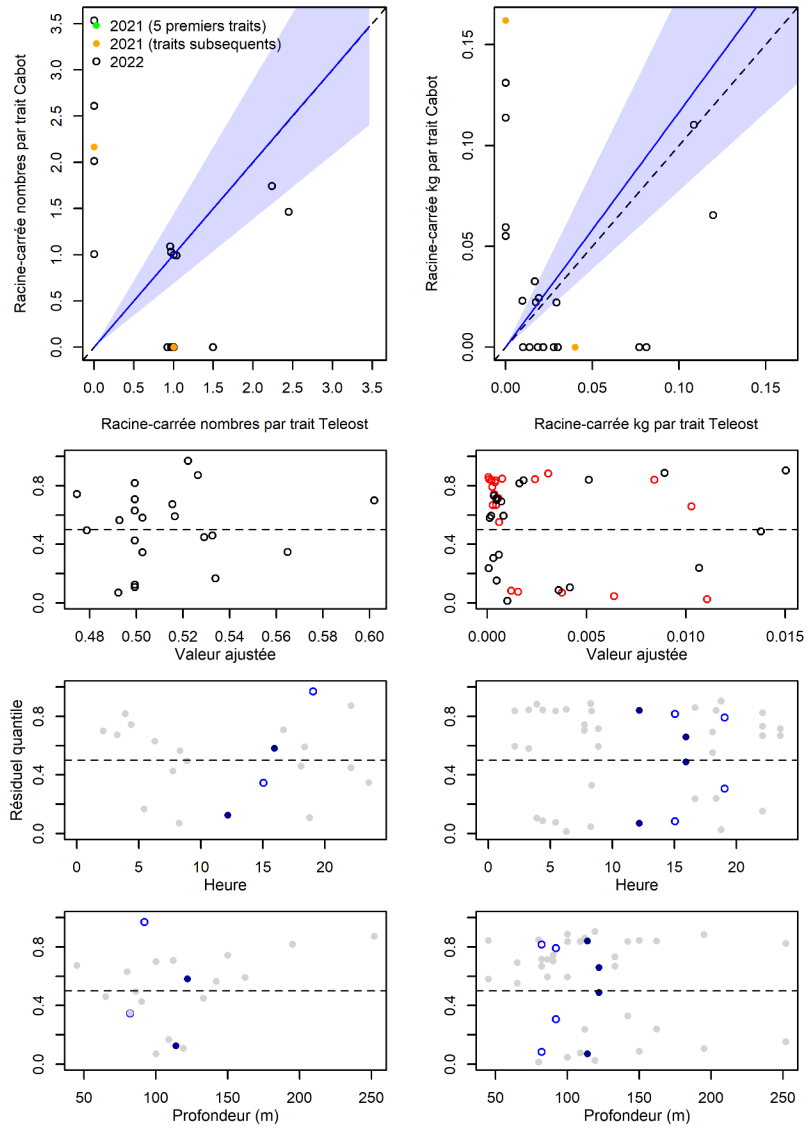 Racine-carrée nombres par trait Cabot
3.5
3.0
2.5
2.0
1.5
1.0
0.5
0.0
2021 (5 premiers traits)
2021 (traits subsequents)
2022
0.0 0.5 1.0 1.5 2.0 2.5 3.0 3.5
Racine-carrée nombres par trait Teleost
Racine-carrée kg par trait Cabot
0.15
0.10
0.05
0.00
0.00 0.05 0.10 0.15
Racine-carrée kg par trait Teleost
0.8
0.4
0.0
0.48 0.50 0.52 0.54 0.56 0.58 0.60
Valeur ajustée
0.8
0.4
0.0
0.000 0.005 0.010 0.015
Valeur ajustée
Résiduel quantile
0.8
0.4
0.0
0 5 10 15 20
Heure
0.8
0.4
0.0
0 5 10 15 20
Heure
0.8
0.4
0.0
50 100 150 200 250
Profondeur (m)
0.8
0.4
0.0
50 100 150 200 250
Profondeur (m)